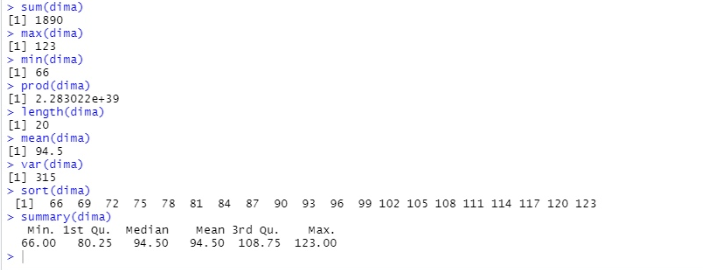 > sum(dima)
[1] 1890
> max(dima)
[1] 123
> min(dima)
[1] 66
> prod(dima)
[1] 2.283022e+39
> length(dima)
[1] 20
> mean(dima)
[1] 94.5
> var(dima)
[1] 315
> sort(dima)
[1] 66 69 72 75 78 81 84 87 90 93 96 99 102 105 108 111 114 117 120 123
> summary(dima)
Min. 1st Qu. Median Mean 3rd Qu. Max.
66.00 80.25 94.50 94.50 108.75 123.00
>